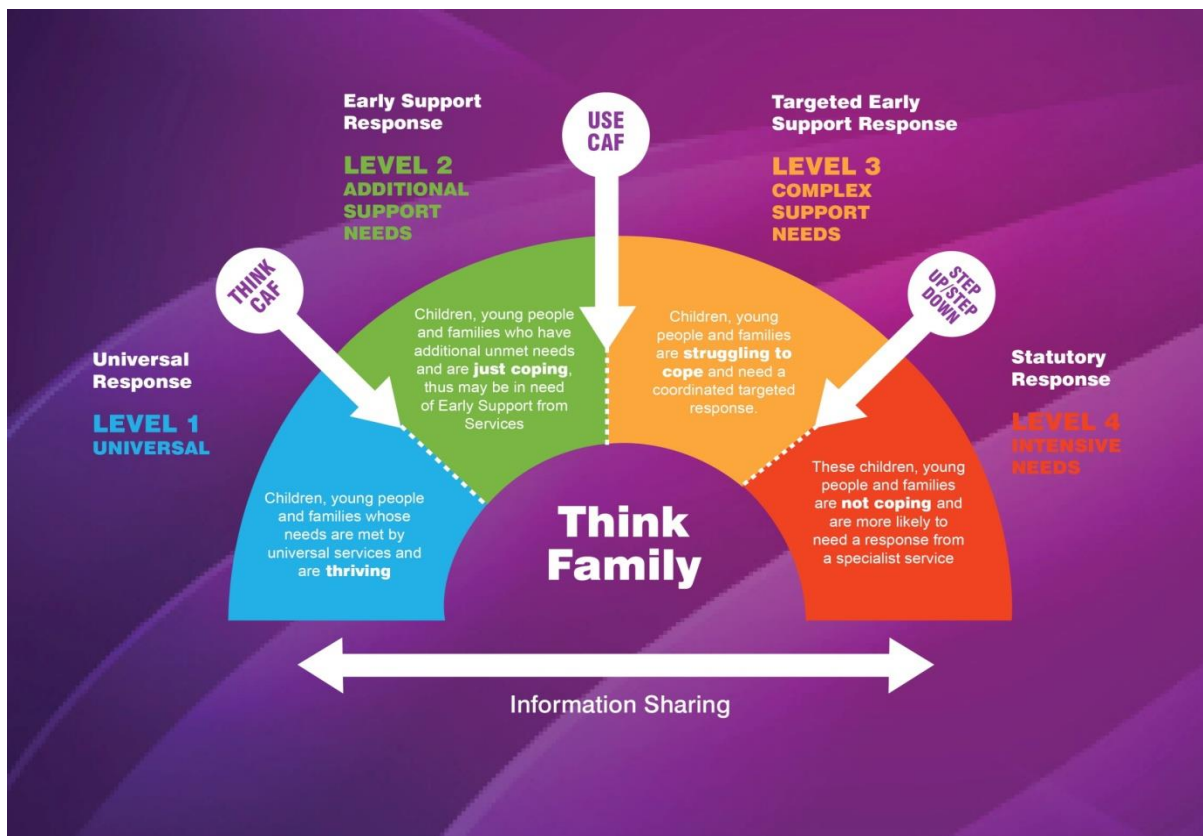 Universal
Response
LEVEL 1
UNIVERSAL
Children, young people
and families whose
needs are met by
universal services and
are thriving
THINK
CAF
Early Support
Response
LEVEL 2
ADDITIONAL
SUPPORT
NEEDS
Children, young people
and families who have
additional unmet needs
and are just coping,
thus may be in need
of Early Support from
Services
USE
CAF
Targeted Early
Support Response
LEVEL 3
COMPLEX
SUPPORT
NEEDS
Children, young
people and families
are struggling to
cope and need a
coordinated targeted
response.
STEP
UP/STEP
DOWN
Statutory
Response
LEVEL 4
INTENSIVE
NEEDS
These children, young
people and families
are not coping and
are more likely to
need a response from
a specialist service
Think
Family
Information Sharing